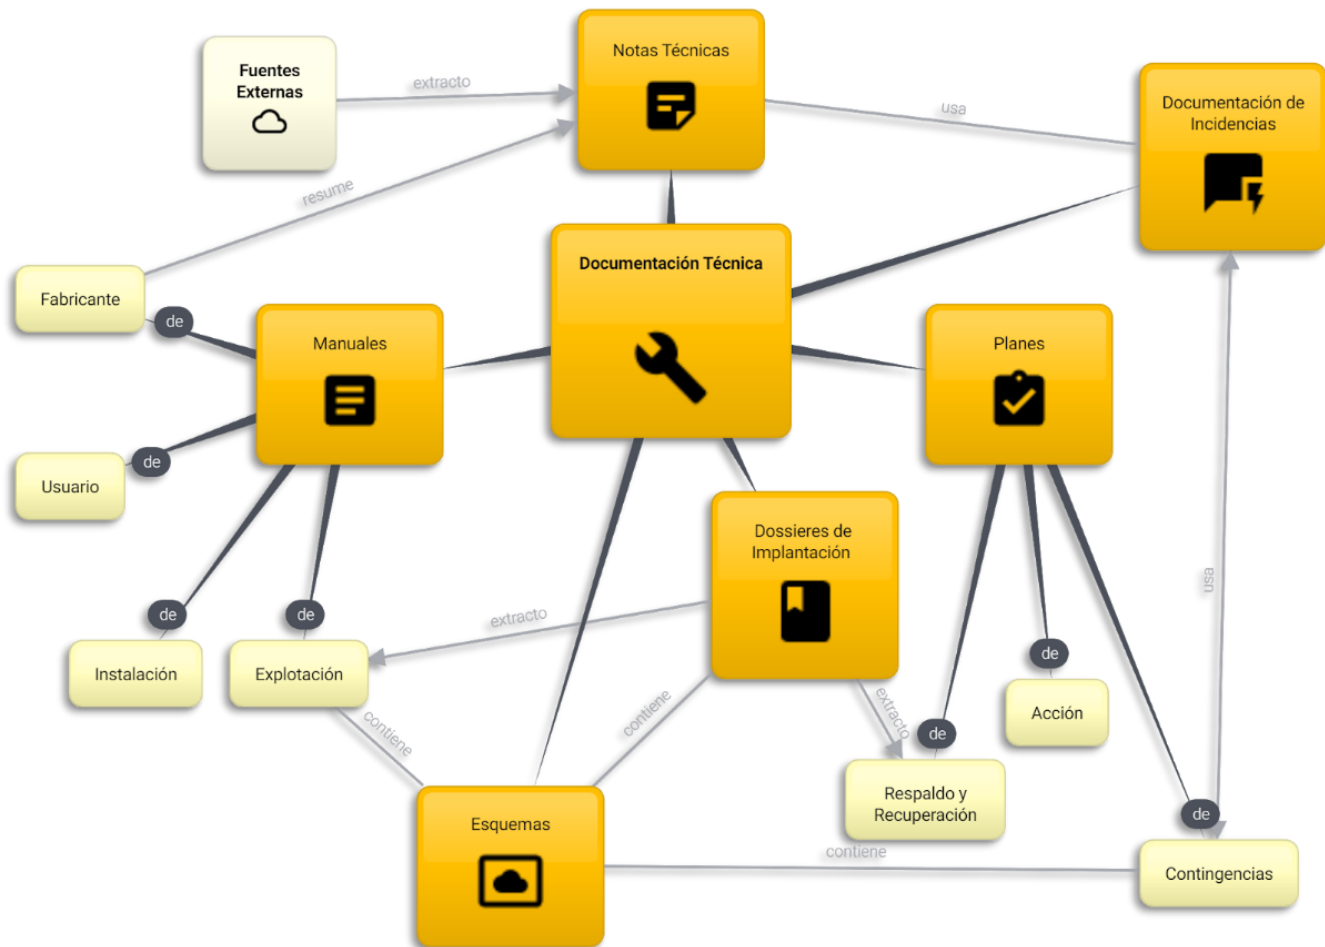 Notas Técnicas
Fuentes
Externas
extracto
usa
Documentación de
Incidencias
resume
Documentación Técnica
Fabricante
de
Manuales
Planes
de
Usuario
Dossieres de
Implantación
usa
de
de
extracto
Instalación
Explotación
de
contiene
contiene
extracto
de
Acción
Respaldo y
Recuperación
de
Esquemas
contiene
Contingencias